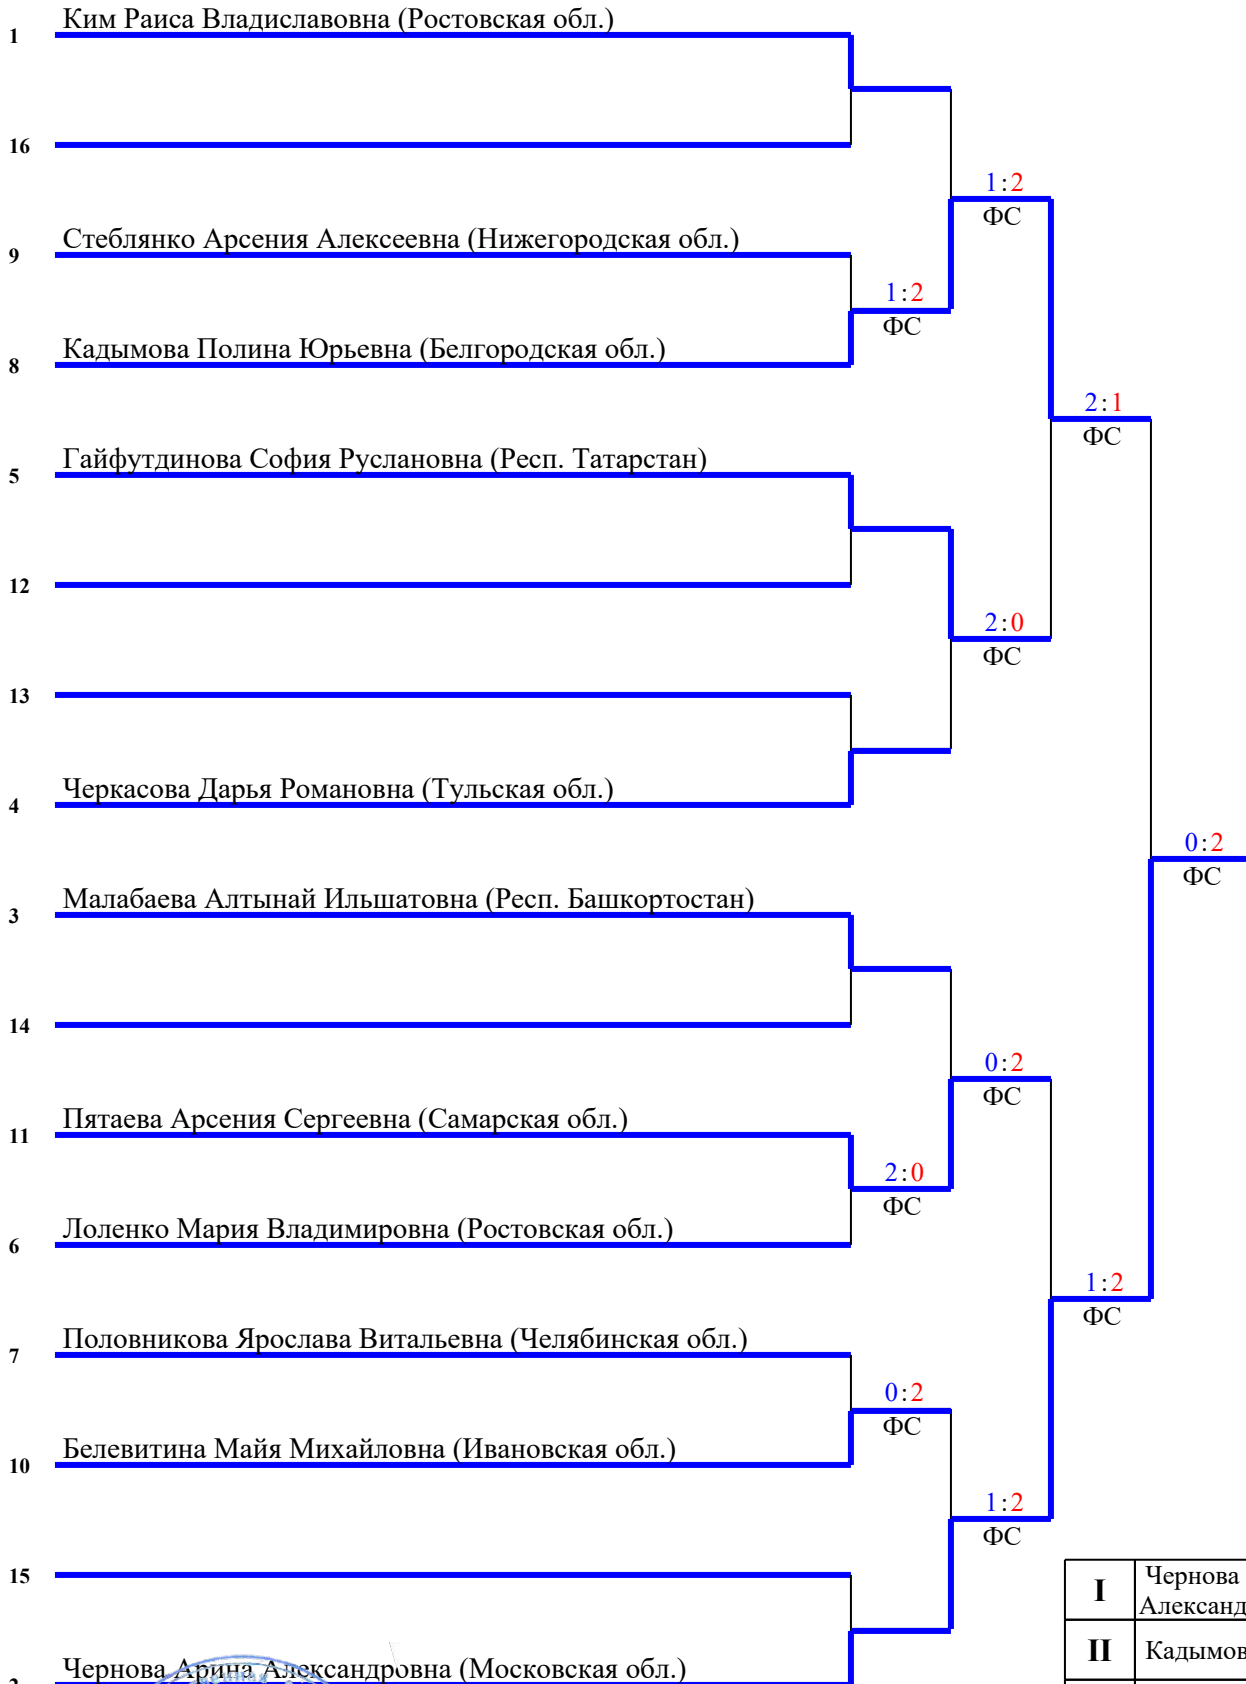 Ким Раиса Владиславовна (Ростовская обл.)
1
16
1:2
ФС
Стеблянко Арсения Алексеевна (Нижегородская обл.)
9
1:2
ФС
Кадымова Полина Юрьевна (Белгородская обл.)
8
2:1
ФС
Гайфутдинова София Руслановна (Респ. Татарстан)
5
12
2:0
ФС
13
Черкасова Дарья Романовна (Тульская обл.)
4
0:2
ФС
Малабаева Алтынай Ильшатовна (Респ. Башкортостан)
3
14
0:2
ФС
Пятаева Арсения Сергеевна (Самарская обл.)
11
2:0
ФС
Лоленко Мария Владимировна (Ростовская обл.)
6
1:2
ФС
Половникова Ярослава Витальевна (Челябинская обл.)
7
0:2
ФС
Белевитина Майя Михайловна (Ивановская обл.)
10
1:2
ФС
15
I Чернова
Александ
II Кадымов
Чернова Арина Александровна (Московская обл.)